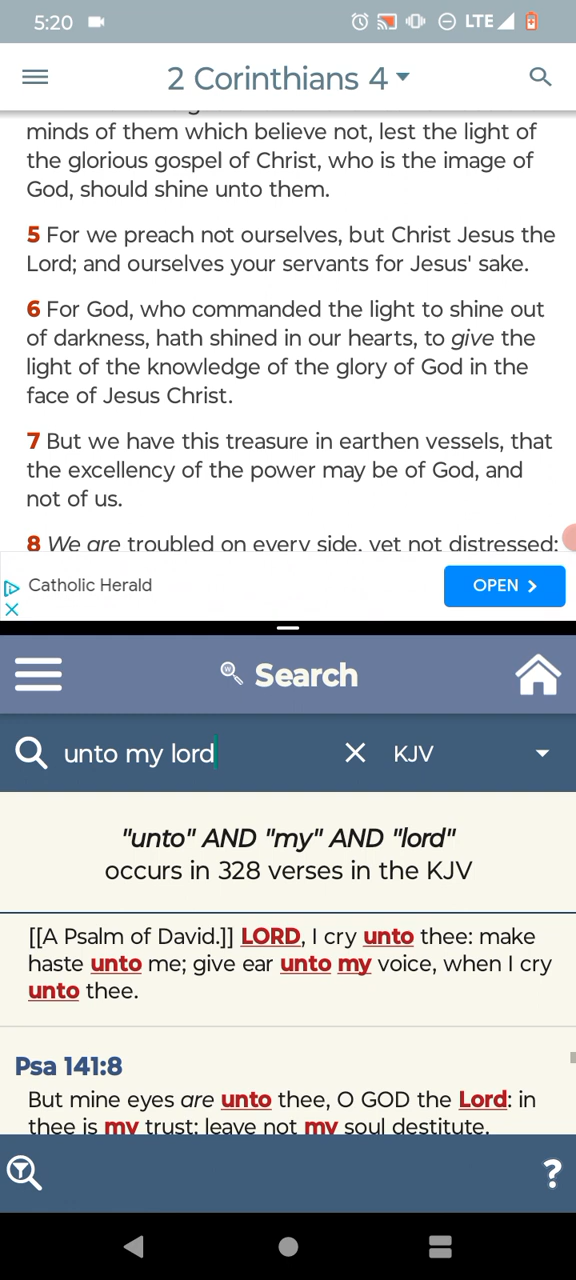 5:20
LTE
2 Corinthians 4
minds of them which believe not, lest the light of
the glorious gospel of Christ, who is the image of
God, should shine unto them.
5 For we preach not ourselves, but Christ Jesus the
Lord; and ourselves your servants for Jesus' sake.
6 For God, who commanded the light to shine out
of darkness, hath shined in our hearts, to give the
light of the knowledge of the glory of God in the
face of Jesus Christ.
7 But we have this treasure in earthen vessels, that
the excellency of the power may be of God, and
not of us.
8 We are troubled on every side, yet not distressed;
Catholic Herald
OPEN
Search
unto my lord
KJV
"unto" AND "my" AND "lord"
occurs in 328 verses in the KJV
[[A Psalm of David.]] LORD, I cry unto thee: make
haste unto me; give ear unto my voice, when I cry
unto thee.
Psa 141:8
But mine eyes are unto thee, O GOD the Lord: in
thee is my trust; leave not my soul destitute.
?